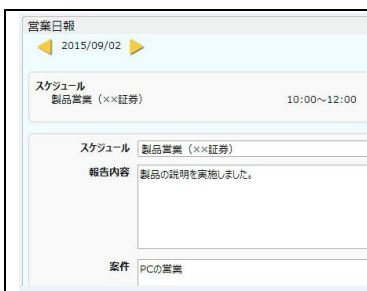 営業日報
2015/09/02
スケジュール
製品営業（××証券） 10:00～12:00
スケジュール 製品営業（××証券）
報告内容 製品の説明を実施しました。
案件 PCの営業